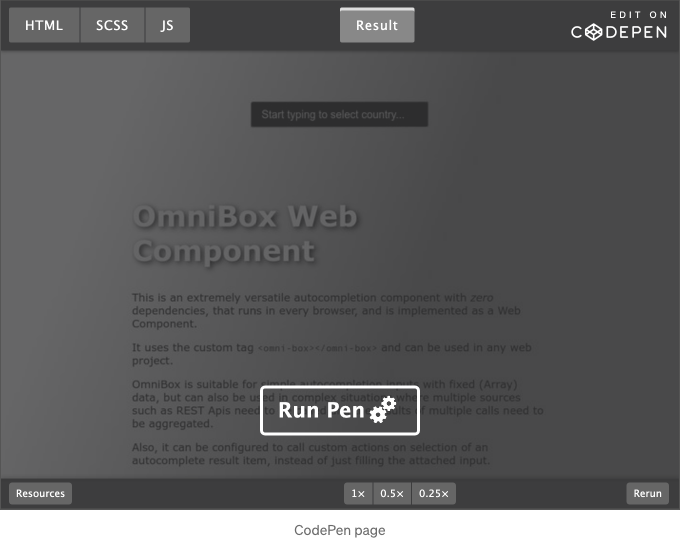 HTML SCSS JS Result EDIT ON
CODEPEN
Start typing to select country...
OmniBox Web
Component
This is an extremely versatile autocompletion component with zero
dependencies, that runs in every browser, and is implemented as a Web
Component.
It uses the custom tag <omni-box></omni-box> and can be used in any web
project.
OmniBox is suitable for simple autocompletion inputs with fixed (Array)
data, but can also be used in complex situations where multiple sources
such as REST Apis need to results of multiple calls need to
be aggregated.
Run Pen
Also, it can be configured to call custom actions on selection of an
autocomplete result item, instead of just filling the attached input.
Resources 1× 0.5× 0.25× Rerun
CodePen page